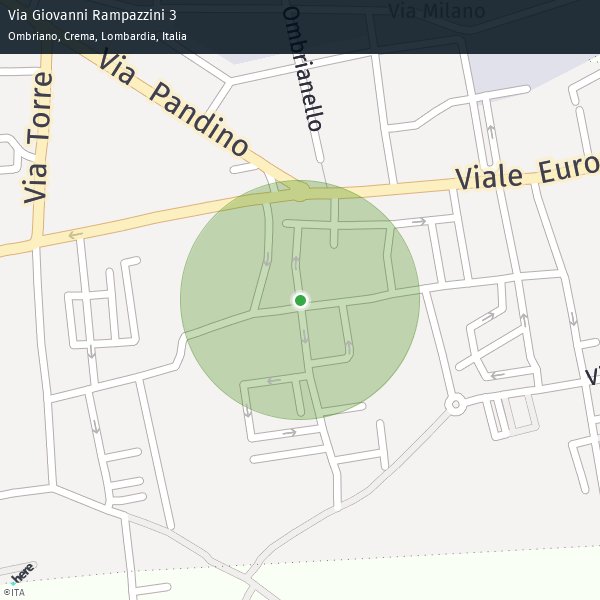 Via Giovanni Rampazzini 3
Ombriano, Crema, Lombardia, Italia
Via Milano
Ombrianello
Via Pandino
Via Torre
Viale Euro
Vi
here
©ITA